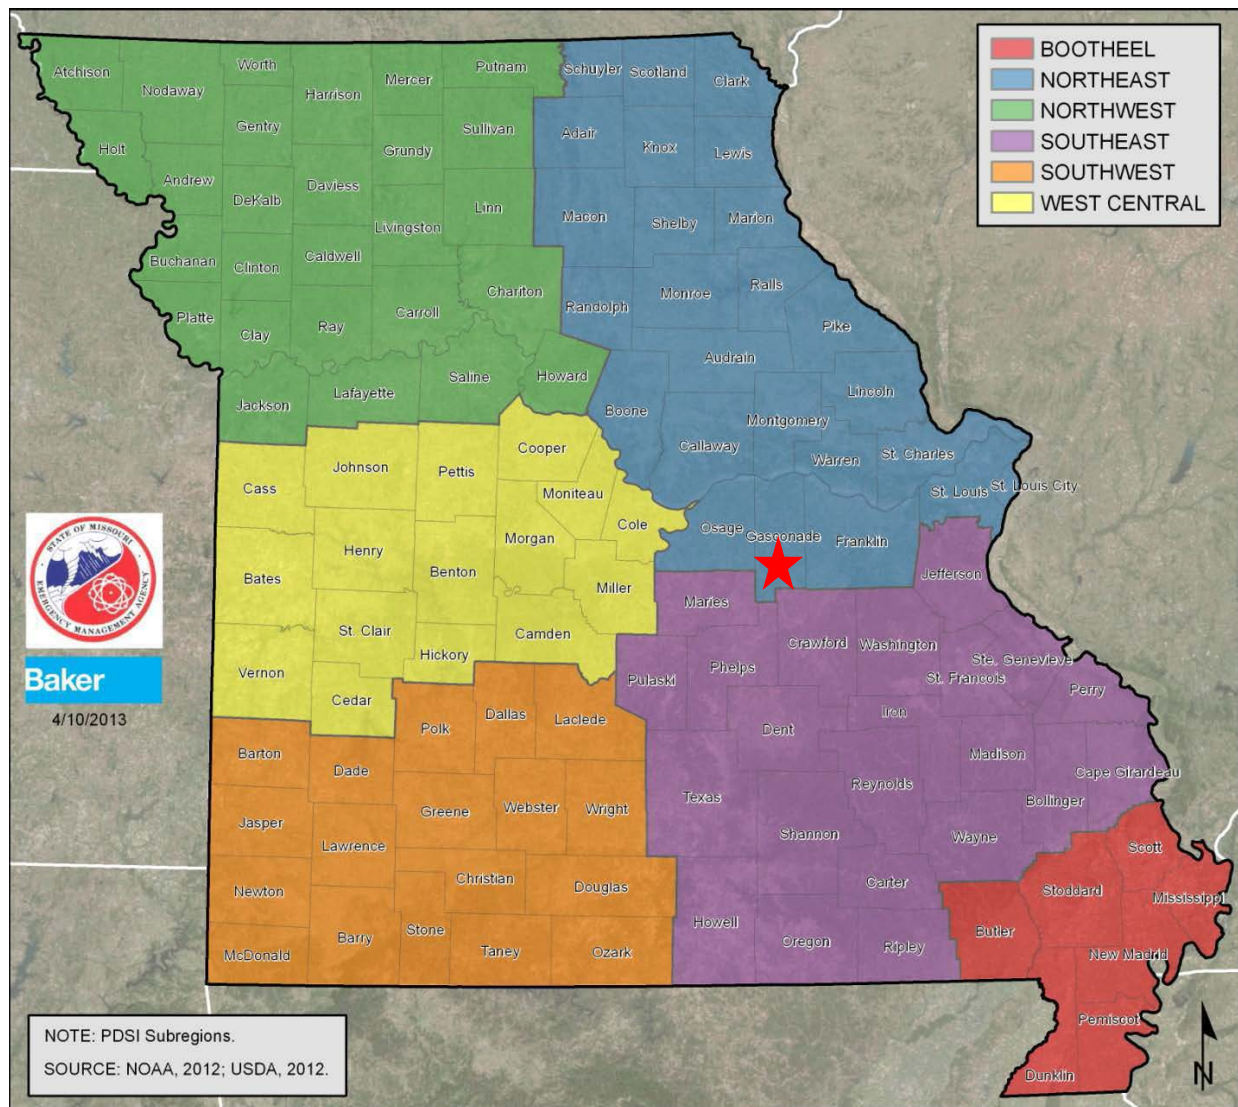 BOOTHEEL
NORTHEAST
NORTHWEST
SOUTHEAST
SOUTHWEST
WEST CENTRAL
Atchison
Nodaway
Worth
Harrison
Mercer
Putnam
Schuyler
Scotland
Clark
Holt
Gentry
Sullivan
Adair
Knox
Lewis
Andrew
DeKalb
Daviess
Grundy
Linn
Macon
Shelby
Marion
Livingston
Buchanan
Clinton
Caldwell
Chariton
Randolph
Monroe
Ralls
Platte
Clay
Ray
Carroll
Pike
Audrain
Jackson
Lafayette
Saline
Howard
Boone
Lincoln
Montgomery
Callaway
Warren
St. Charles
Cass
Johnson
Pettis
Cooper
Moniteau
St. Louis
St. Louis City
Cole
Osage
Gasconade
Franklin
Bates
Henry
Benton
Morgan
Miller
Jefferson
Maries
St. Clair
Hickory
Camden
Crawford
Washington
Ste. Genevieve
Vernon
Cedar
Pulaski
Phelps
St. Francois
Perry
Polk
Dallas
Laclede
Dent
Iron
Barton
Dade
Madison
Cape Girardeau
Jasper
Greene
Webster
Wright
Texas
Reynolds
Bollinger
Lawrence
Shannon
Wayne
Scott
Newton
Christian
Douglas
Carter
Stoddard
Mississippi
McDonald
Barry
Stone
Taney
Ozark
Howell
Oregon
Ripley
Butler
New Madrid
Pemiscot
Dunklin
STATE OF MISSOURI
EMERGENCY MANAGEMENT AGENCY
Baker
4/10/2013
NOTE: PDSI Subregions.
SOURCE: NOAA, 2012; USDA, 2012.
N